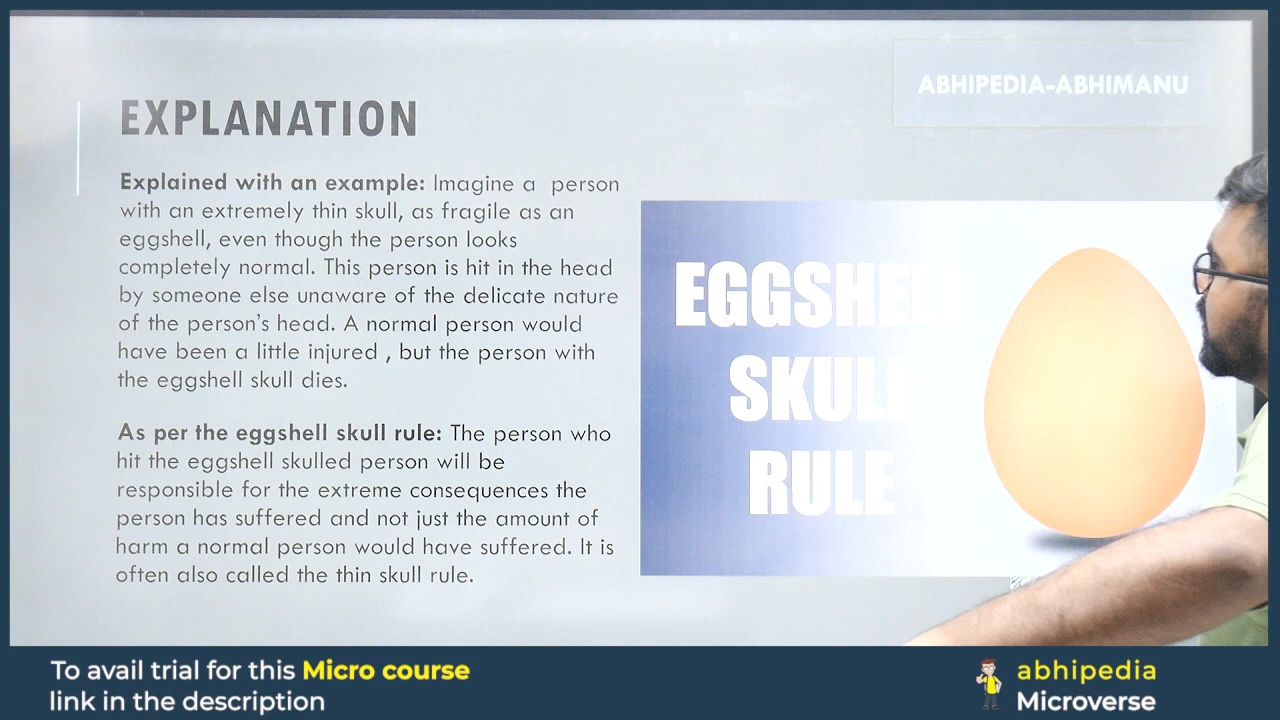 ABHIPEDIA-ABHIMANU
EXPLANATION
Explained with an example: Imagine a person
with an extremely thin skull, as fragile as an
eggshell, even though the person looks
completely normal. This person is hit in the head
by someone else unaware of the delicate nature
of the person's head. A normal person would
have been a little injured , but the person with
the eggshell skull dies.
As per the eggshell skull rule: The person who
hit the eggshell skulled person will be
responsible for the extreme consequences the
person has suffered and not just the amount of
harm a normal person would have suffered. It is
often also called the thin skull rule.
EGGSHELL
SKULL
RULE
To avail trial for this Micro course
link in the description
abhipedia
Microverse